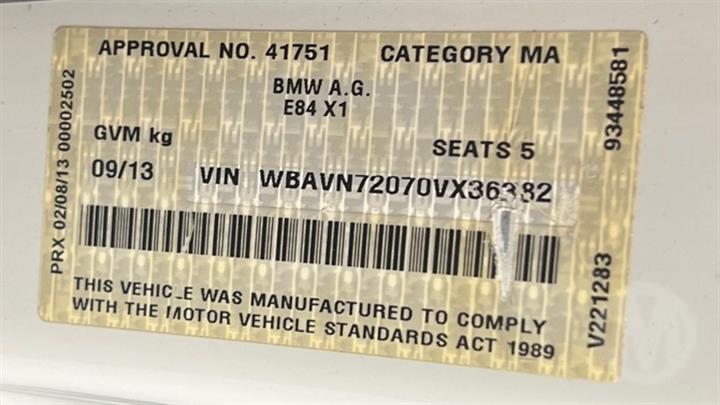 APPROVAL NO. 41751 CATEGORY MA
BMW A.G.
E84 X1
GVM kg SEATS 5
09/13 VIN WBAVN72070VX36382
THIS VEHIC_E WAS MANUFACTURED TO COMPLY
WITH THE MOTOR VEHICLE STANDARDS ACT 1989
PRX 02/08/13 00002502
93448581
V221283